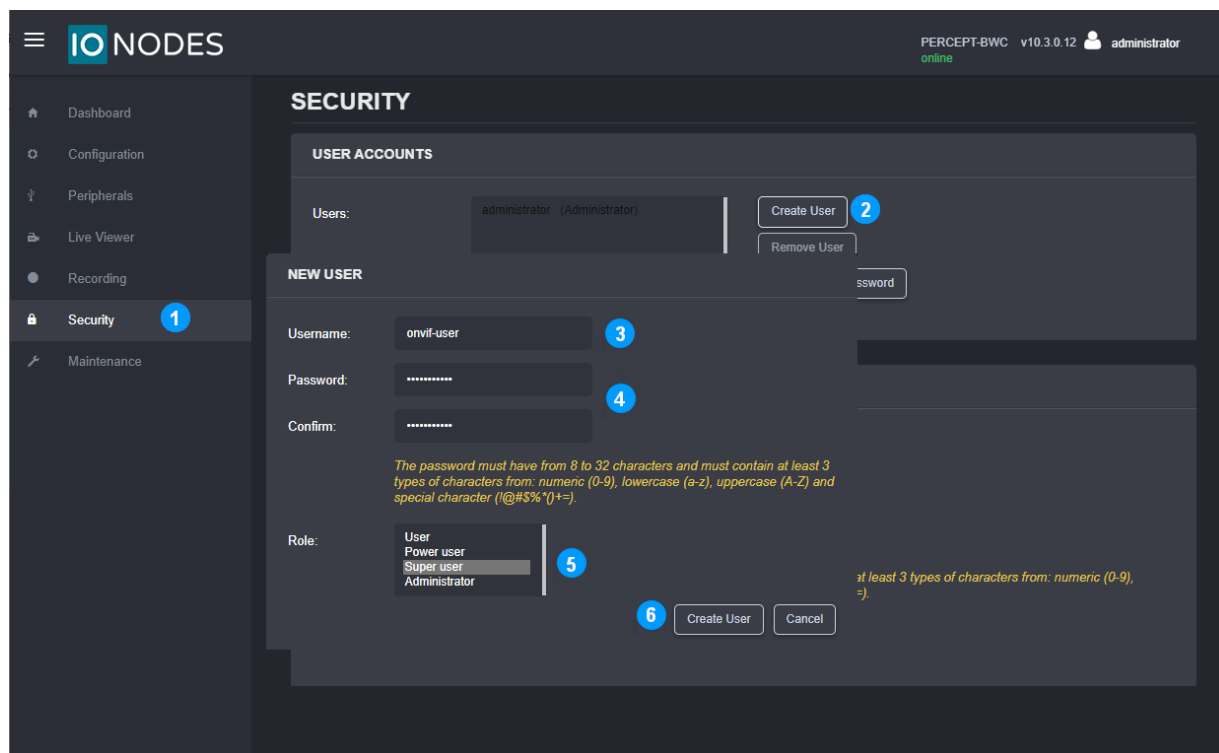 IO NODES
PERCEPT-BWC v10.3.0.12 administrator
online
Dashboard
Configuration
Peripherals
Live Viewer
Recording
Security 1
Maintenance
SECURITY
USER ACCOUNTS
Users: administrator (Administrator) Create User 2
Remove User
ssword
NEW USER
Username: onvif-user 3
Password: •••••••••••
4
Confirm: •••••••••••
The password must have from 8 to 32 characters and must contain at least 3
types of characters from: numeric (0-9), lowercase (a-z), uppercase (A-Z) and
special character (!@#$%*()+=).
Role: User
Power user
Super user 5
Administrator
6 Create User Cancel
at least 3 types of characters from: numeric (0-9),
=).